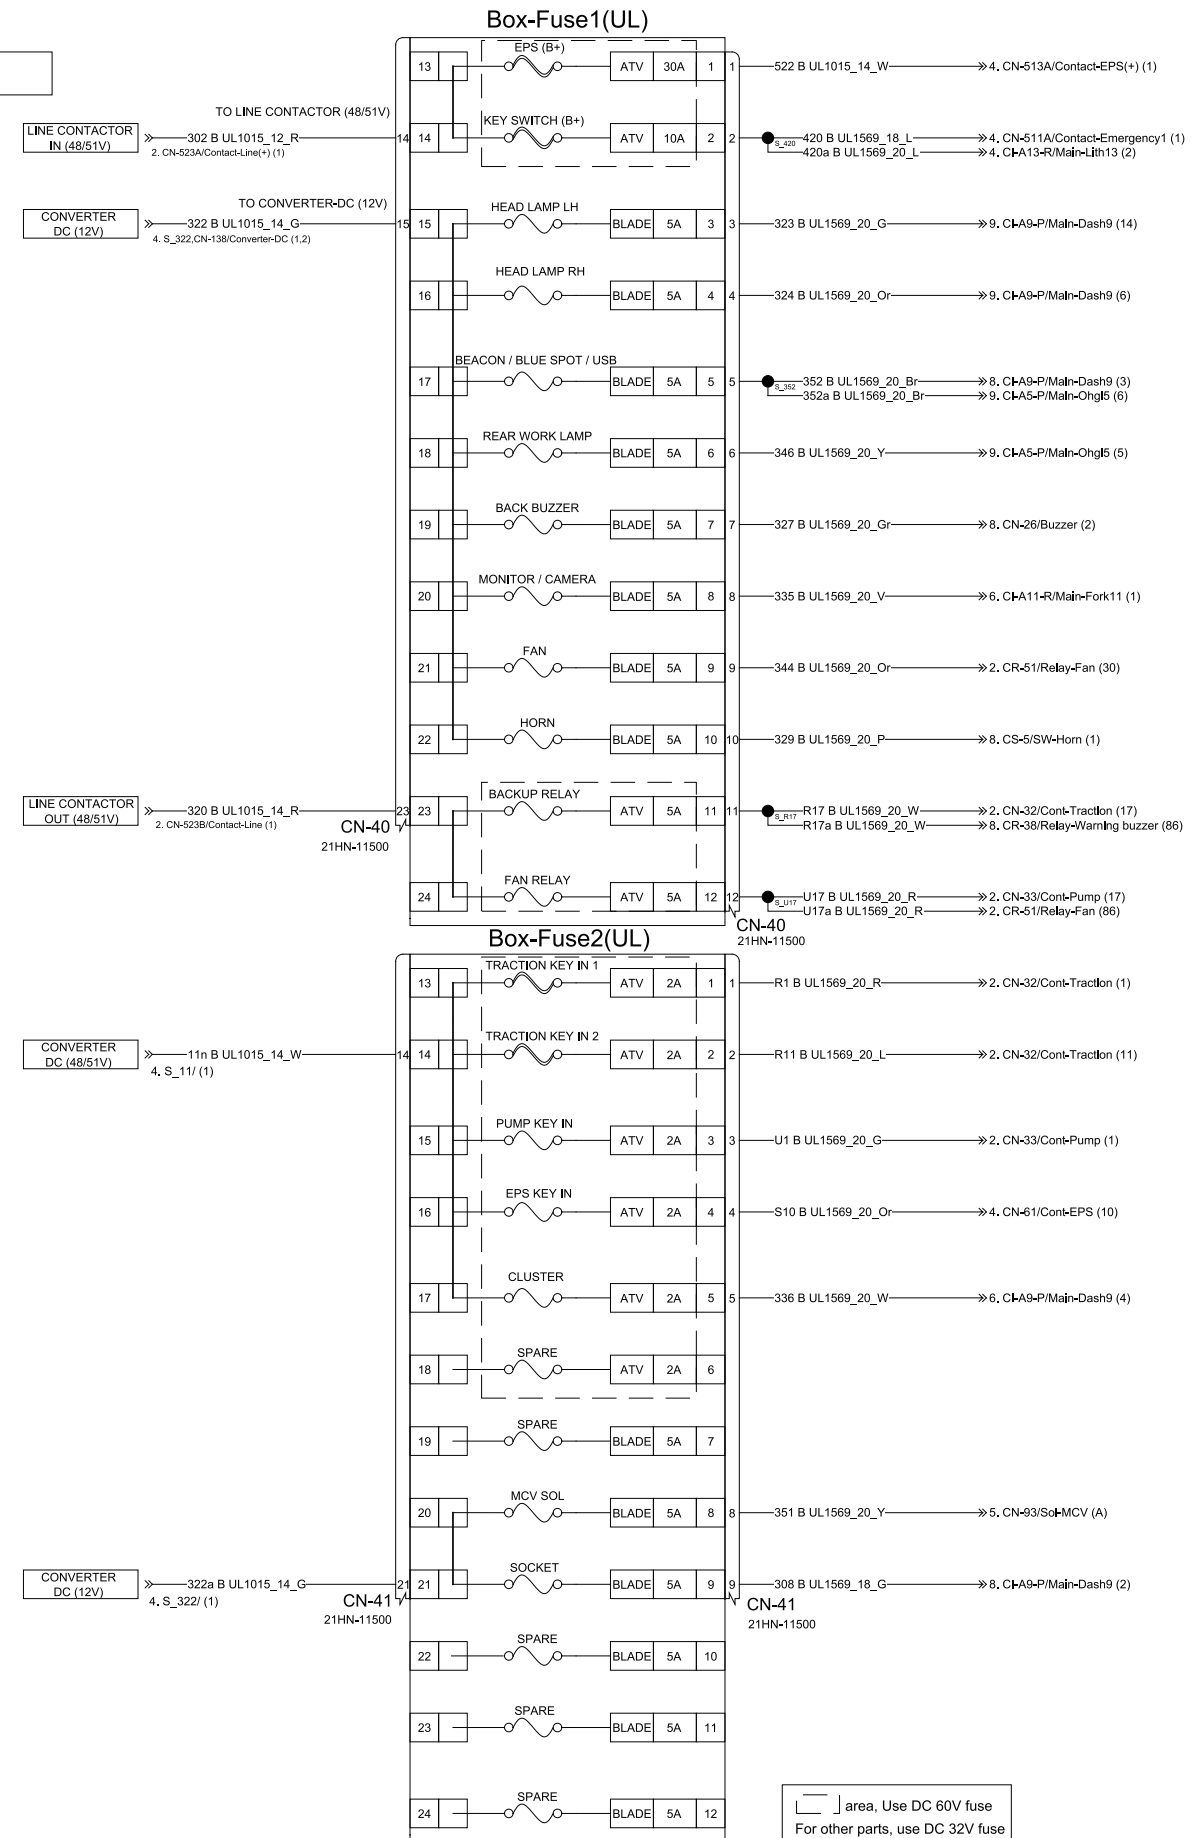 Box-Fuse1(UL)
EPS (B+)
13 ATV 30A 1 1 522 B UL1015_14_W 4. CN-513A/Contact-EPS(+) (1)
TO LINE CONTACTOR (48/51V)
KEY SWITCH (B+)
LINE CONTACTOR
IN (48/51V)
302 B UL1015_12_R
2. CN-523A/Contact-Line(+) (1)
14 14 ATV 10A 2 2 S_420 420 B UL1569_18_L 4. CN-511A/Contact-Emergency1 (1)
420a B UL1569_20_L 4. CI-A13-R/Main-Lith13 (2)
TO CONVERTER-DC (12V)
HEAD LAMP LH
CONVERTER
DC (12V)
322 B UL1015_14_G
4. S_322,CN-138/Converter-DC (1,2)
15 15 BLADE 5A 3 3 323 B UL1569_20_G 9. CI-A9-P/Main-Dash9 (14)
HEAD LAMP RH
16 BLADE 5A 4 4 324 B UL1569_20_Or 9. CI-A9-P/Main-Dash9 (6)
BEACON / BLUE SPOT / USB
17 BLADE 5A 5 5 S_352 352 B UL1569_20_Br 8. CI-A9-P/Main-Dash9 (3)
352a B UL1569_20_Br 9. CI-A5-P/Main-Ohgl5 (6)
REAR WORK LAMP
18 BLADE 5A 6 6 346 B UL1569_20_Y 9. CI-A5-P/Main-Ohgl5 (5)
BACK BUZZER
19 BLADE 5A 7 7 327 B UL1569_20_Gr 8. CN-26/Buzzer (2)
MONITOR / CAMERA
20 BLADE 5A 8 8 335 B UL1569_20_V 6. CI-A11-R/Main-Fork11 (1)
FAN
21 BLADE 5A 9 9 344 B UL1569_20_Or 2. CR-51/Relay-Fan (30)
HORN
22 BLADE 5A 10 10 329 B UL1569_20_P 8. CS-5/SW-Horn (1)
BACKUP RELAY
LINE CONTACTOR
OUT (48/51V)
320 B UL1015_14_R
2. CN-523B/Contact-Line (1)
23 23 ATV 5A 11 11 S_R17 R17 B UL1569_20_W 2. CN-32/Cont-Traction (17)
R17a B UL1569_20_W 8. CR-38/Relay-Warning buzzer (86)
CN-40
21HN-11500
FAN RELAY
24 ATV 5A 12 12 S_U17 U17 B UL1569_20_R 2. CN-33/Cont-Pump (17)
U17a B UL1569_20_R 2. CR-51/Relay-Fan (86)
CN-40
21HN-11500
Box-Fuse2(UL)
TRACTION KEY IN 1
13 ATV 2A 1 1 R1 B UL1569_20_R 2. CN-32/Cont-Traction (1)
TRACTION KEY IN 2
CONVERTER
DC (48/51V)
11n B UL1015_14_W
4. S_11/ (1)
14 14 ATV 2A 2 2 R11 B UL1569_20_L 2. CN-32/Cont-Traction (11)
PUMP KEY IN
15 ATV 2A 3 3 U1 B UL1569_20_G 2. CN-33/Cont-Pump (1)
EPS KEY IN
16 ATV 2A 4 4 S10 B UL1569_20_Or 4. CN-61/Cont-EPS (10)
CLUSTER
17 ATV 2A 5 5 336 B UL1569_20_W 6. CI-A9-P/Main-Dash9 (4)
SPARE
18 ATV 2A 6
SPARE
19 BLADE 5A 7
MCV SOL
20 BLADE 5A 8 8 351 B UL1569_20_Y 5. CN-93/Sol-MCV (A)
SOCKET
CONVERTER
DC (12V)
322a B UL1015_14_G
4. S_322/ (1)
21 21 BLADE 5A 9 9 308 B UL1569_18_G 8. CI-A9-P/Main-Dash9 (2)
CN-41
21HN-11500
CN-41
21HN-11500
SPARE
22 BLADE 5A 10
SPARE
23 BLADE 5A 11
SPARE
24 BLADE 5A 12
area, Use DC 60V fuse
For other parts, use DC 32V fuse